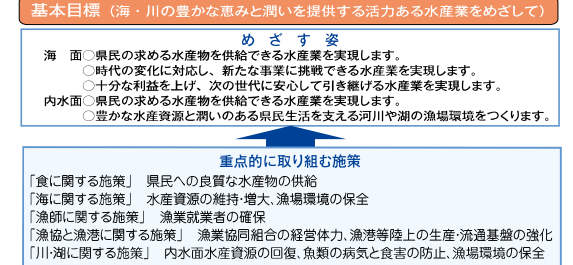 基本目標（海・川の豊かな恵みと潤いを提供する活力ある水産業をめざして）
めざす姿
海　面○県民の求める水産物を供給できる水産業を実現します。
○時代の変化に対応し、新たな事業に挑戦できる水産業を実現します。
○十分な利益を上げ、次の世代に安心して引き継げる水産業を実現します。
内水面○県民の求める水産物を供給できる水産業を実現します。
○豊かな水産資源と潤いのある県民生活を支える河川や湖の漁場環境をつくります。
重点的に取り組む施策
「食に関する施策」　県民への良質な水産物の供給
「海に関する施策」　水産資源の維持・増大、漁場環境の保全
「漁師に関する施策」　漁業就業者の確保
「漁協と漁港に関する施策」　漁業協同組合の経営体力、漁港等陸上の生産・流通基盤の強化
「川・湖に関する施策」　内水面水産資源の回復、魚類の病気と食害の防止、漁場環境の保全